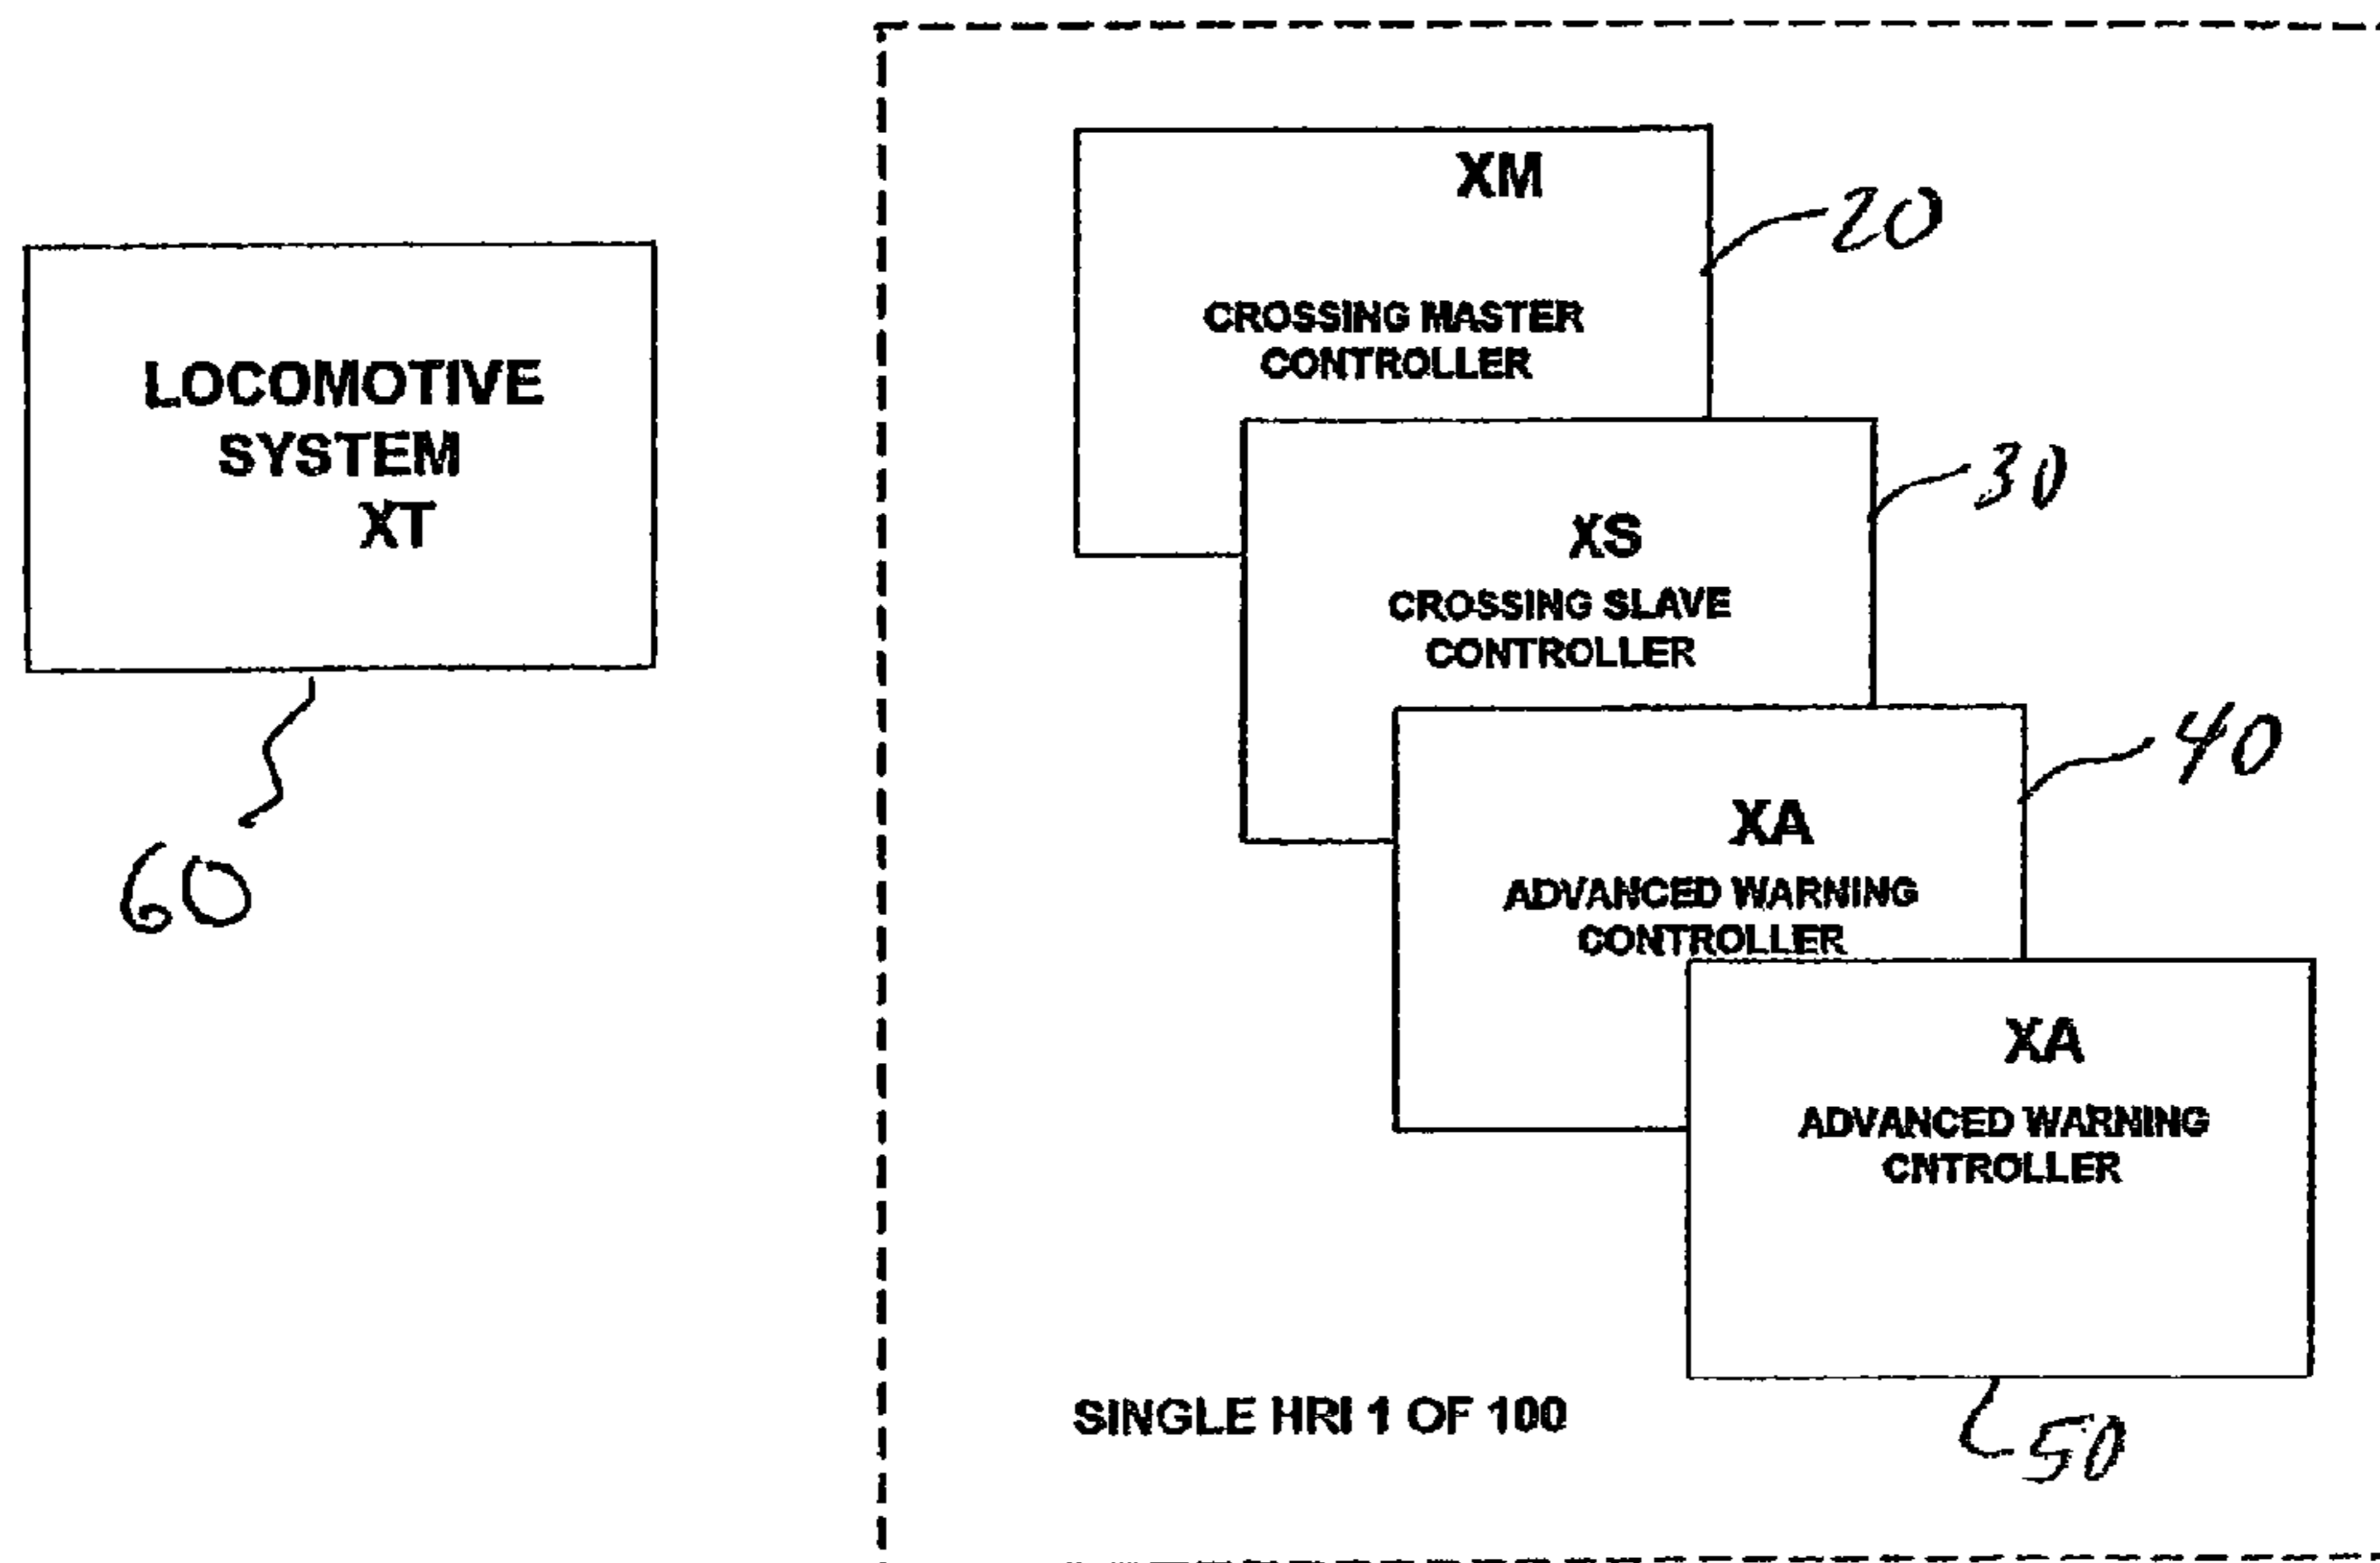 LOCOMOTIVE
SYSTEM
XT
60
XM
20
CROSSING MASTER
CONTROLLER
30
XS
CROSSING SLAVE
CONTROLLER
40
XA
ADVANCED WARNING
CONTROLLER
XA
ADVANCED WARNING
CNTROLLER
50
SINGLE HRI 1 OF 100